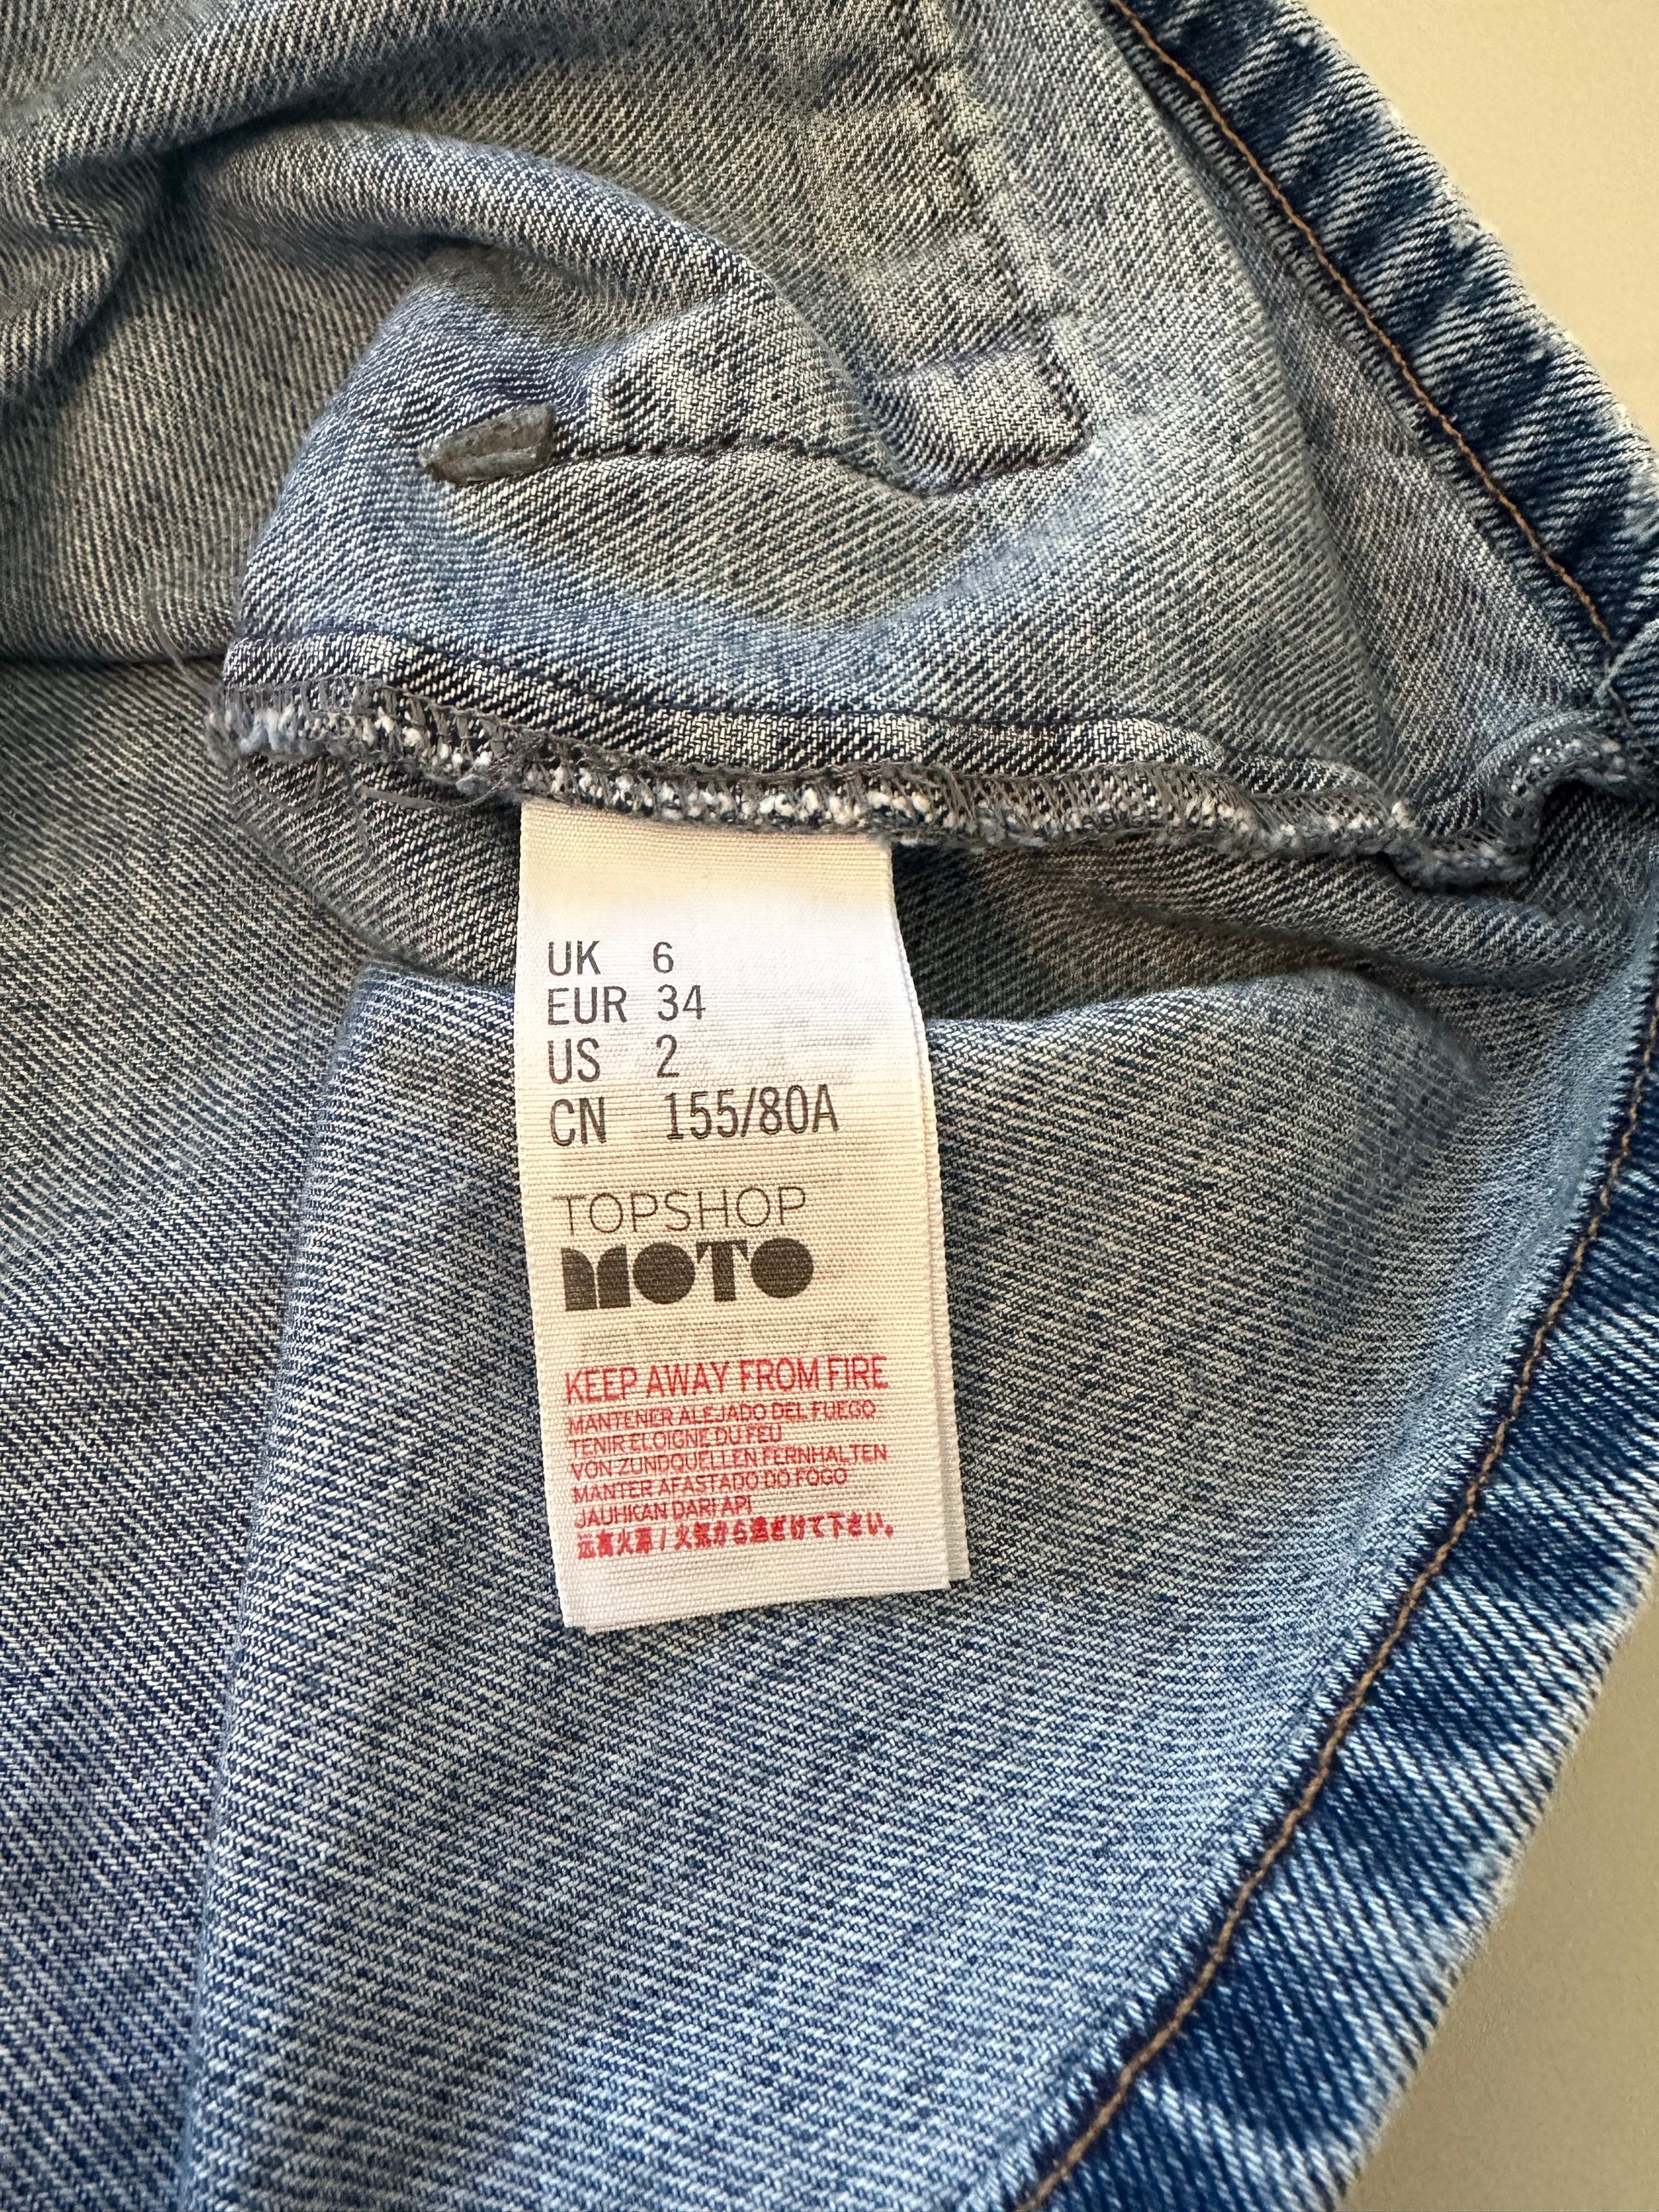 UK 6
EUR 34
US 2
CN 155/80A
TOPSHOP
MOTO
KEEP AWAY FROM FIRE
MANTENER ALEJADO DEL FUEGO
TENIR ELOIGNE DU FEU
VON ZUNDQUELLEN FERNHALTEN
MANTER AFASTADO DO FOGO
JAUHKAN DARI API
远离火源 / 火気から遠ざけて下さい。